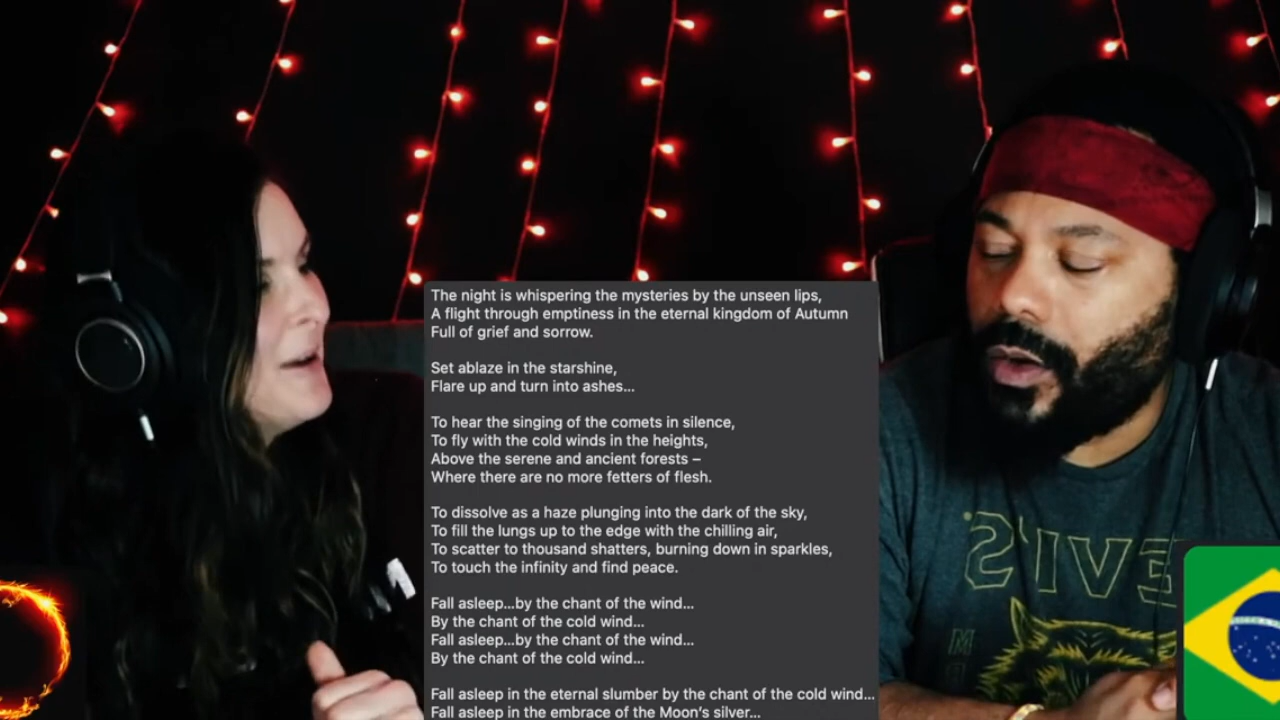 The night is whispering the mysteries by the unseen lips,
A flight through emptiness in the eternal kingdom of Autumn
Full of grief and sorrow.
Set ablaze in the starshine,
Flare up and turn into ashes...
To hear the singing of the comets in silence,
To fly with the cold winds in the heights,
Above the serene and ancient forests –
Where there are no more fetters of flesh.
To dissolve as a haze plunging into the dark of the sky,
To fill the lungs up to the edge with the chilling air,
To scatter to thousand shatters, burning down in sparkles,
To touch the infinity and find peace.
Fall asleep...by the chant of the wind...
By the chant of the cold wind...
Fall asleep...by the chant of the wind...
By the chant of the cold wind...
Fall asleep in the eternal slumber by the chant of the cold wind...
Fall asleep in the embrace of the Moon's silver...
LEVI'S